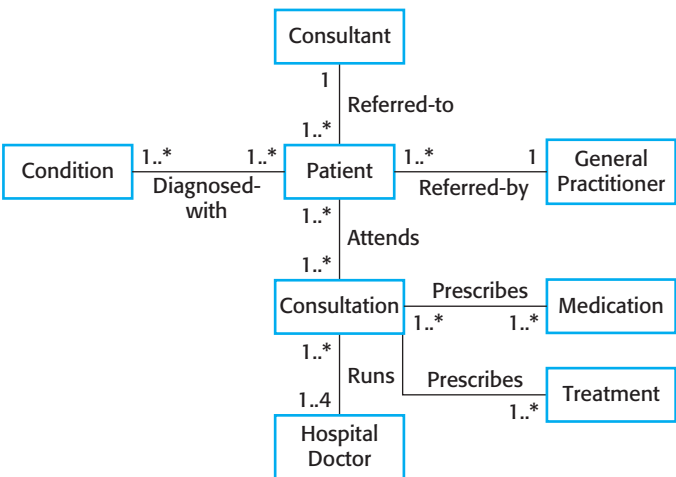 Consultant
1
Referred-to
1..*
Condition
1..*
1..*
Diagnosed-
with
Patient
1..*
1
Referred-by
General
Practitioner
1..*
Attends
1..*
Consultation
Prescribes
1..*
1..*
Medication
1..*
Runs
1..4
Prescribes
1..*
Treatment
Hospital
Doctor